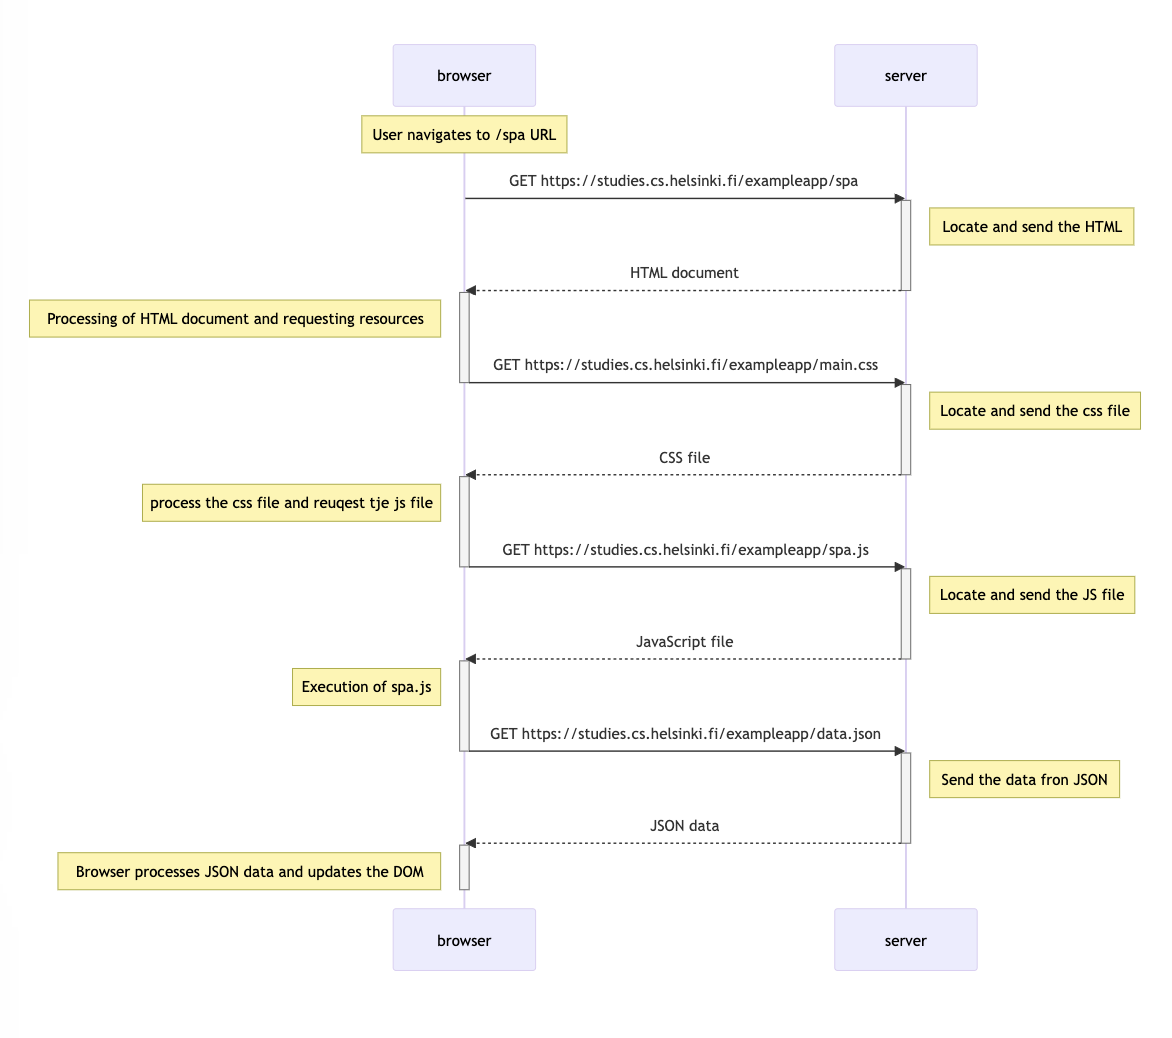 browser
server
User navigates to /spa URL
GET https://studies.cs.helsinki.fi/exampleapp/spa
Locate and send the HTML
HTML document
Processing of HTML document and requesting resources
GET https://studies.cs.helsinki.fi/exampleapp/main.css
Locate and send the css file
CSS file
process the css file and reuqest tje js file
GET https://studies.cs.helsinki.fi/exampleapp/spa.js
Locate and send the JS file
JavaScript file
Execution of spa.js
GET https://studies.cs.helsinki.fi/exampleapp/data.json
Send the data fron JSON
JSON data
Browser processes JSON data and updates the DOM
browser
server